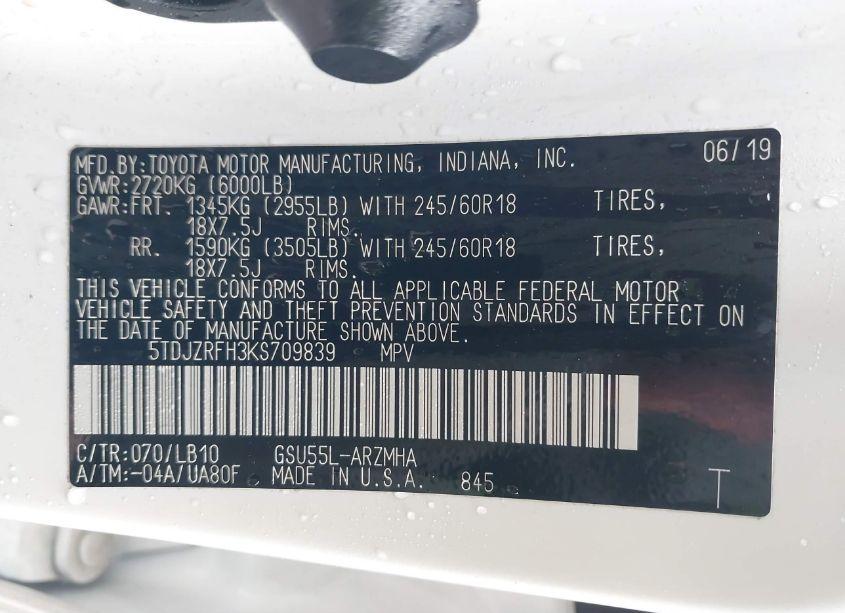 MFD.BY:TOYOTA MOTOR MANUFACTURING, INDIANA, INC. 06/19
GVWR:2720KG (6000LB)
GAWR:FRT. 1345KG (2955LB) WITH 245/60R18 TIRES,
18X7.5J RIMS.
RR. 1590KG (3505LB) WITH 245/60R18 TIRES,
18X7.5J RIMS.
THIS VEHICLE CONFORMS TO ALL APPLICABLE FEDERAL MOTOR
VEHICLE SAFETY AND THEFT PREVENTION STANDARDS IN EFFECT ON
THE DATE OF MANUFACTURE SHOWN ABOVE.
5TDJZRFH3KS709839 MPV
C/TR:070/LB10 GSU55L-ARZMHA
A/TM:-04A/UA80F MADE IN U.S.A. 845 T